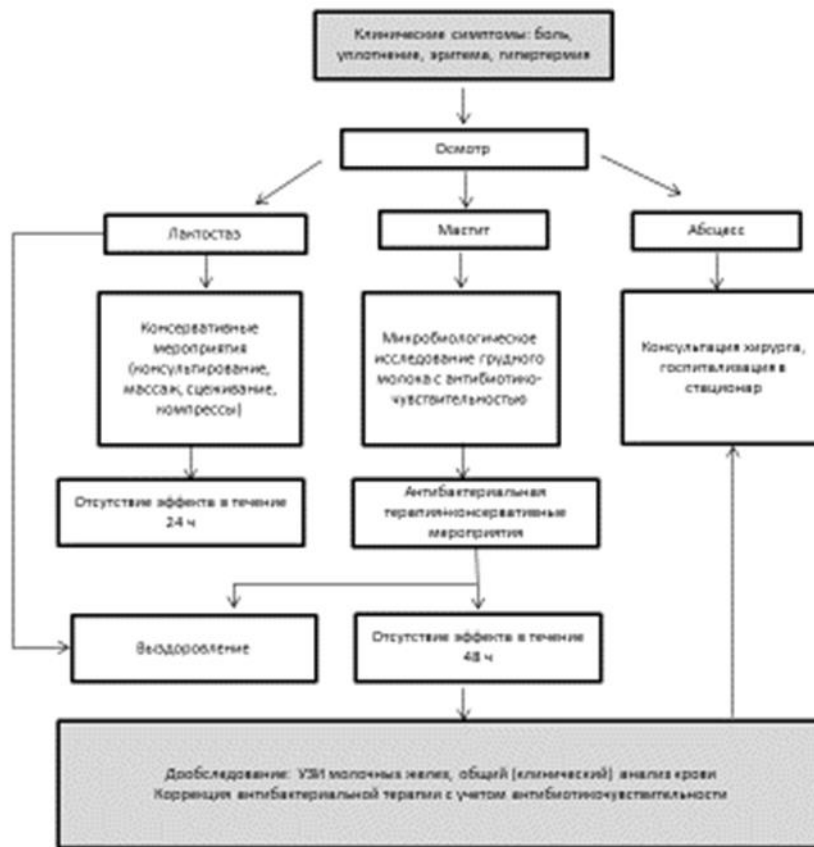 Клинические симптомы: боль,
уплотнение, эритема, гипертермия
Осмотр
Лактостаз
Мастит
Абсцесс
Консервативные
мероприятия
(консультирование,
массаж, сцеживание,
компрессы)
Микробиологическое
исследование грудного
молока с антибиотико-
чувствительностью
Консультация хирурга,
госпитализация в
стационар
Отсутствие эффекта в течение
24 ч
Антибактериальная
терапия+консервативные
мероприятия
Выздоровление
Отсутствие эффекта в течение
48 ч
Дробследование: УЗИ молочных желез, общий (клинический) анализ крови
Коррекция антибактериальной терапии с учетом антибиотикочувствительности